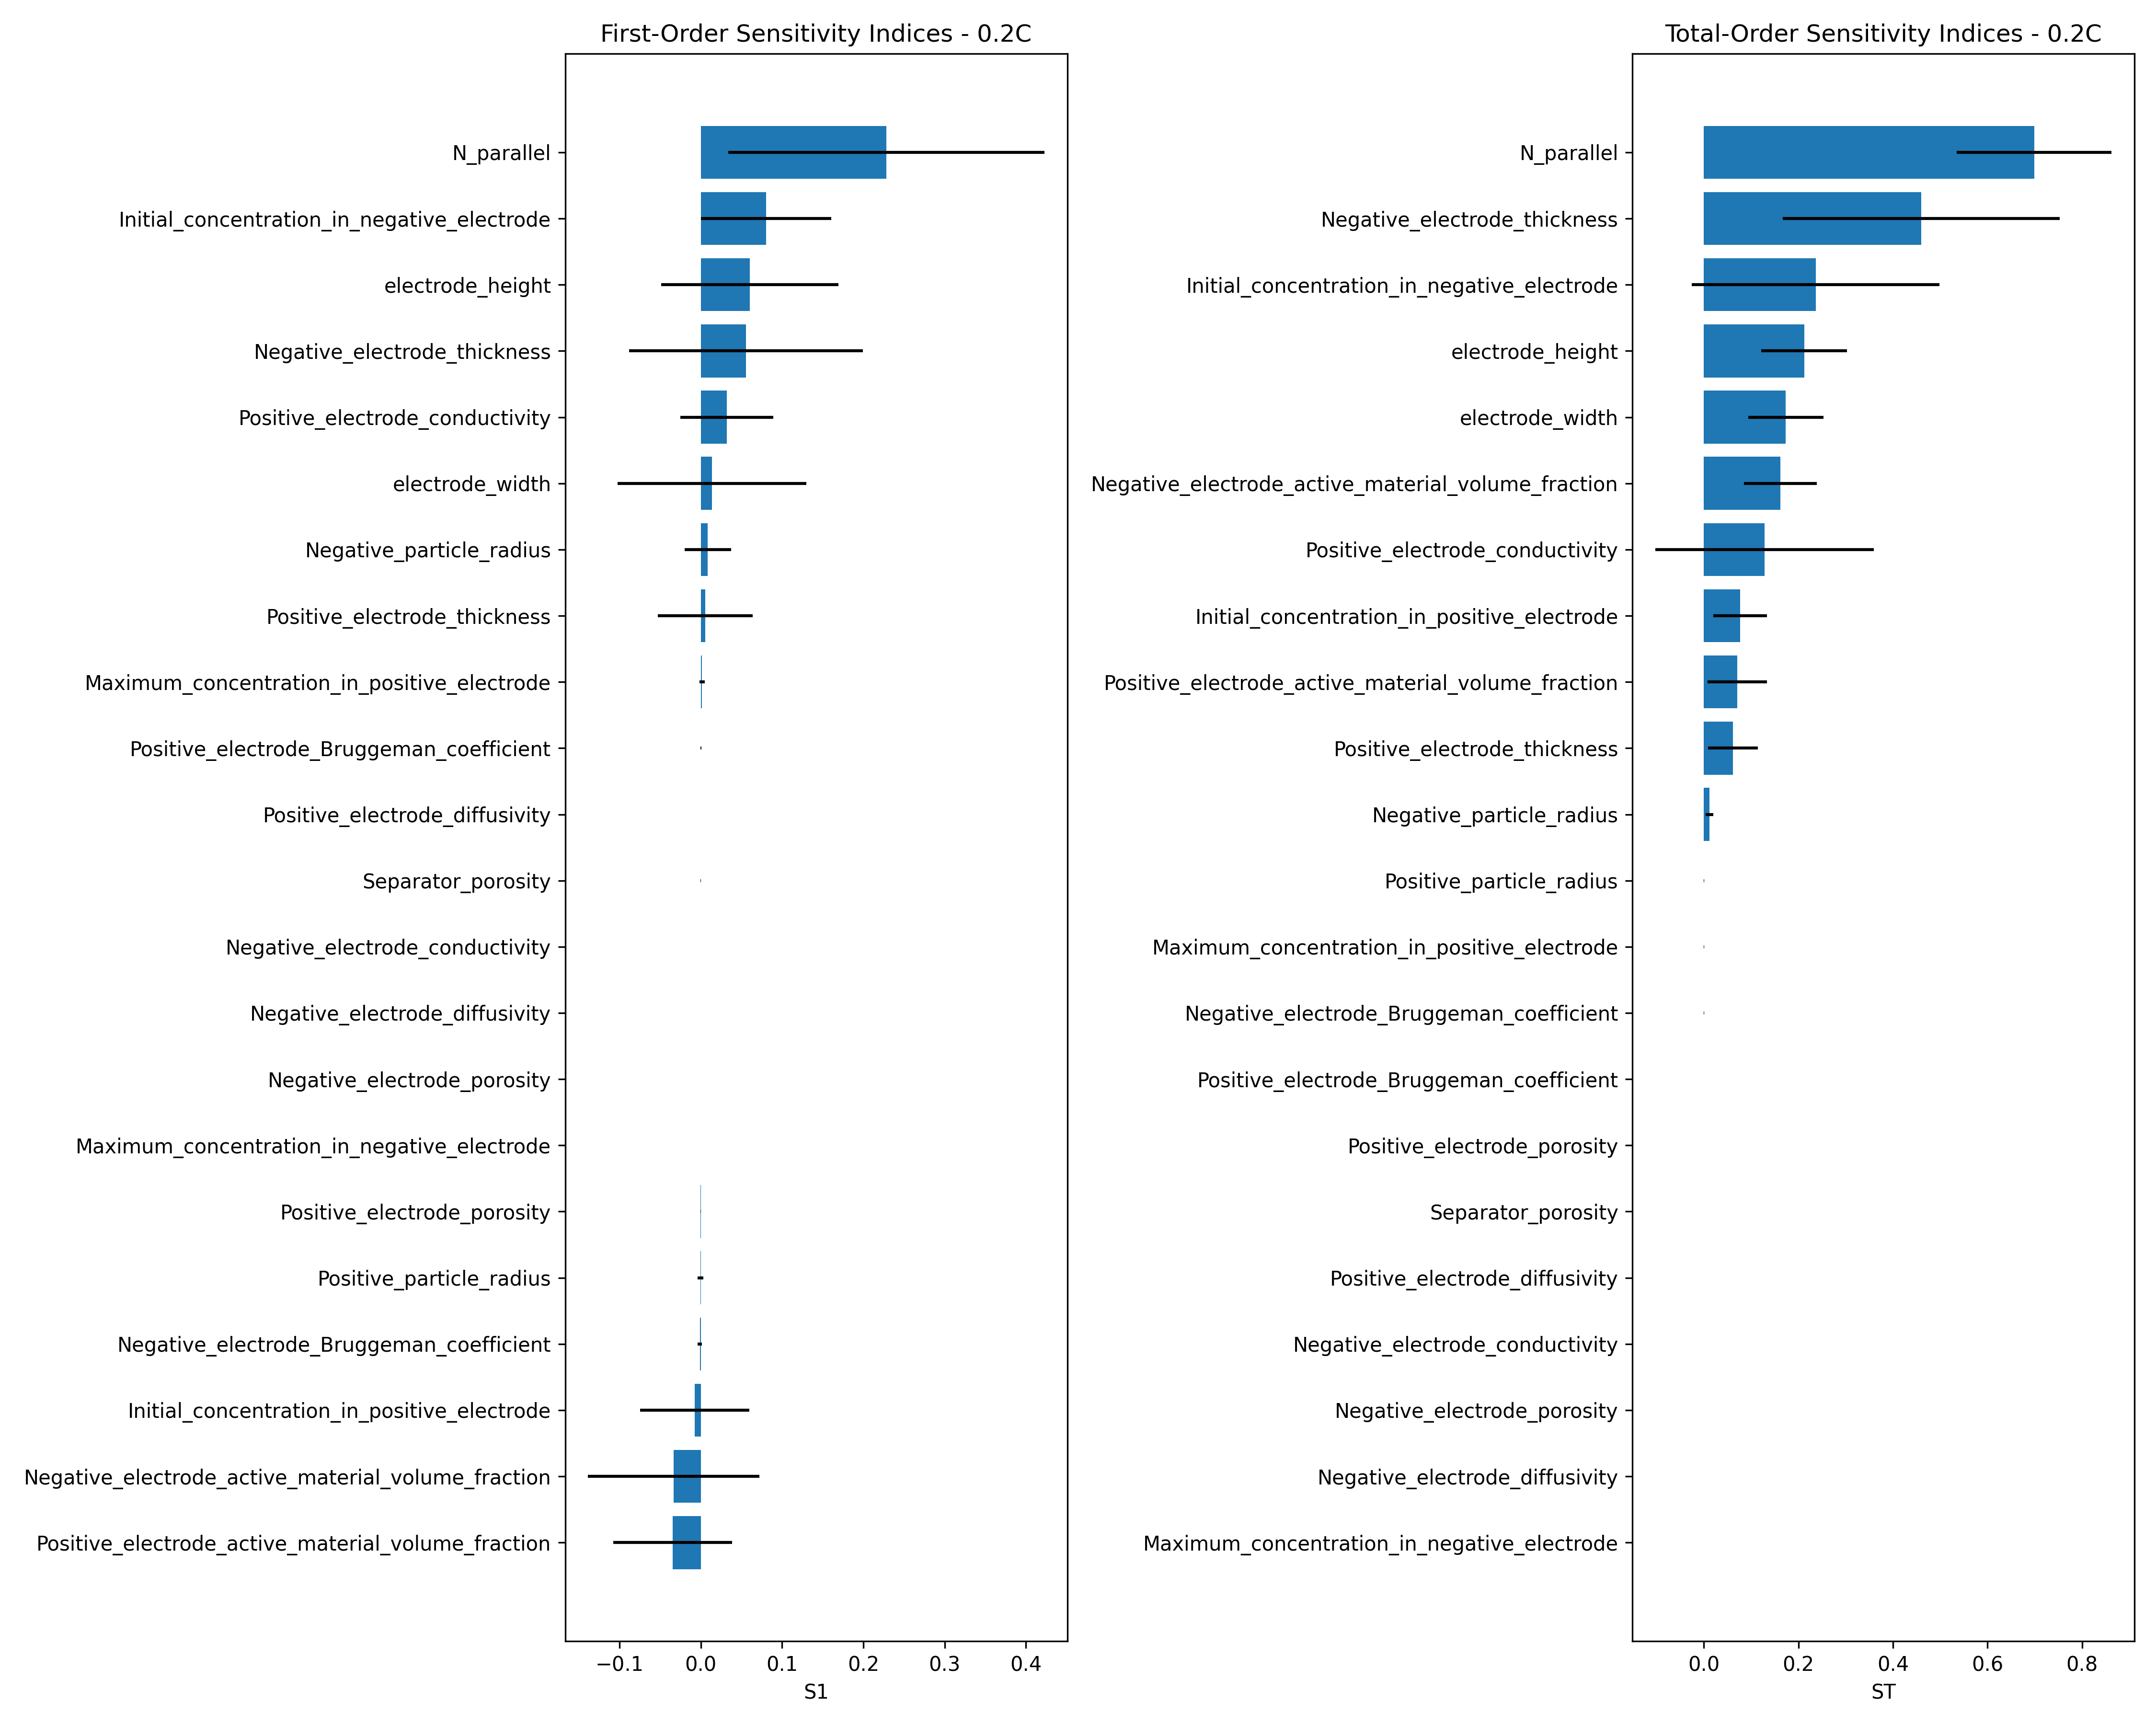 First-Order Sensitivity Indices - 0.2C
N_parallel
Initial_concentration_in_negative_electrode
electrode_height
Negative_electrode_thickness
Positive_electrode_conductivity
electrode_width
Negative_particle_radius
Positive_electrode_thickness
Maximum_concentration_in_positive_electrode
Positive_electrode_Bruggeman_coefficient
Positive_electrode_diffusivity
Separator_porosity
Negative_electrode_conductivity
Negative_electrode_diffusivity
Negative_electrode_porosity
Maximum_concentration_in_negative_electrode
Positive_electrode_porosity
Positive_particle_radius
Negative_electrode_Bruggeman_coefficient
Initial_concentration_in_positive_electrode
Negative_electrode_active_material_volume_fraction
Positive_electrode_active_material_volume_fraction
−0.1 0.0 0.1 0.2 0.3 0.4
S1
Total-Order Sensitivity Indices - 0.2C
N_parallel
Negative_electrode_thickness
Initial_concentration_in_negative_electrode
electrode_height
electrode_width
Negative_electrode_active_material_volume_fraction
Positive_electrode_conductivity
Initial_concentration_in_positive_electrode
Positive_electrode_active_material_volume_fraction
Positive_electrode_thickness
Negative_particle_radius
Positive_particle_radius
Maximum_concentration_in_positive_electrode
Negative_electrode_Bruggeman_coefficient
Positive_electrode_Bruggeman_coefficient
Positive_electrode_porosity
Separator_porosity
Positive_electrode_diffusivity
Negative_electrode_conductivity
Negative_electrode_porosity
Negative_electrode_diffusivity
Maximum_concentration_in_negative_electrode
0.0 0.2 0.4 0.6 0.8
ST